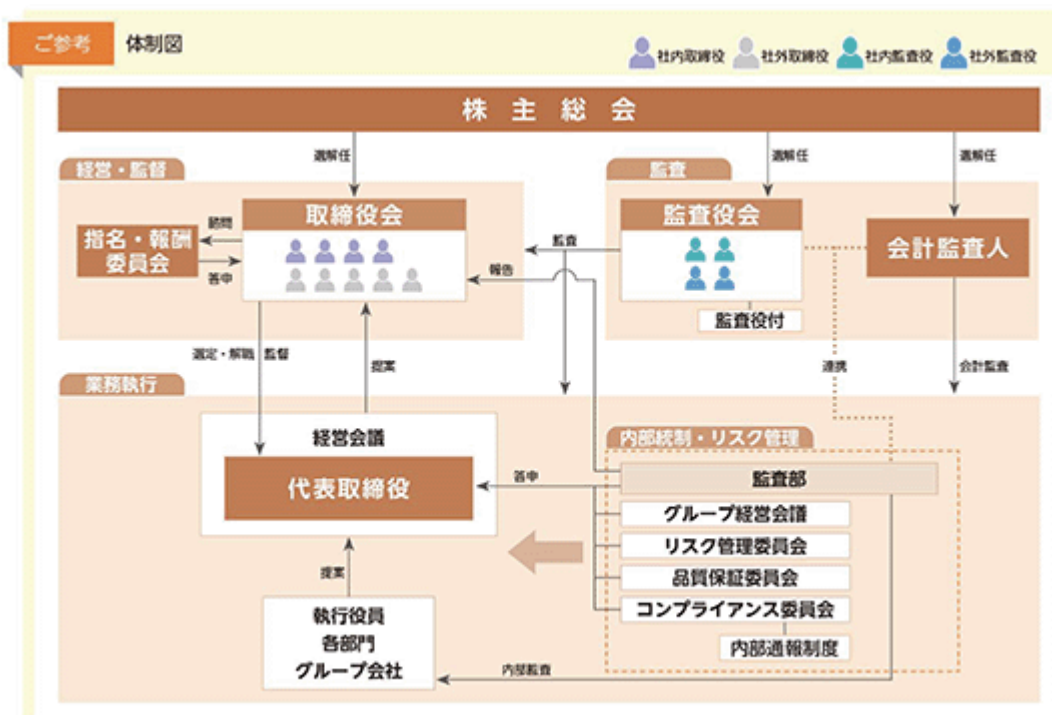 ご参考
体制図
社内取締役
社外取締役
社内監査役
社外監査役
株主総会
選解任
選解任
選解任
経営・監督
監査
取締役会
監査役会
会計監査人
指名・報酬
委員会
諮問
答申
監査
報告
監査役付
選定・解職
監督
提案
連携
会計監査
業務執行
経営会議
代表取締役
内部統制・リスク管理
監査部
答申
グループ経営会議
リスク管理委員会
品質保証委員会
コンプライアンス委員会
内部通報制度
提案
執行役員
各部門
グループ会社
内部監査